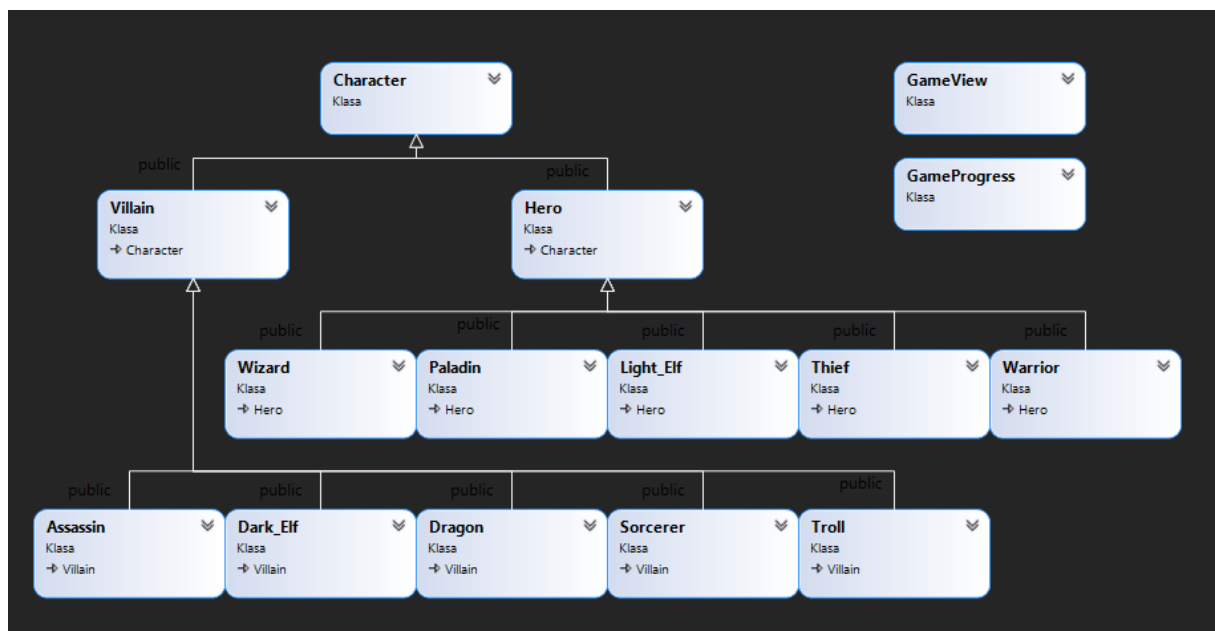 Character
Klasa
GameView
Klasa
GameProgress
Klasa
public
public
Villain
Klasa
Character
Hero
Klasa
Character
public
public
public
public
public
Wizard
Klasa
Hero
Paladin
Klasa
Hero
Light_Elf
Klasa
Hero
Thief
Klasa
Hero
Warrior
Klasa
Hero
public
public
public
public
public
Assassin
Klasa
Villain
Dark_Elf
Klasa
Villain
Dragon
Klasa
Villain
Sorcerer
Klasa
Villain
Troll
Klasa
Villain